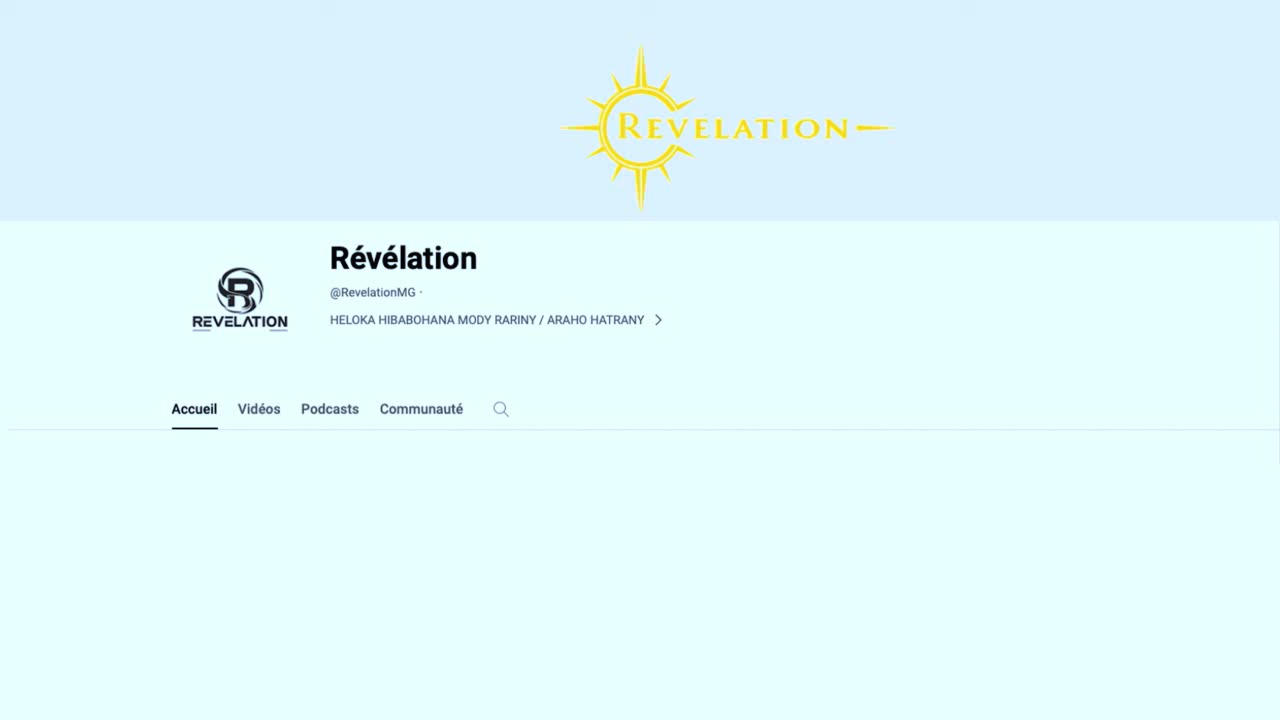 REVELATION
Révélation
@RevelationMG ·
HELOKA HIBABOHANA MODY RARINY / ARAHO HATRANY
R
REVELATION
Accueil Vidéos Podcasts Communauté